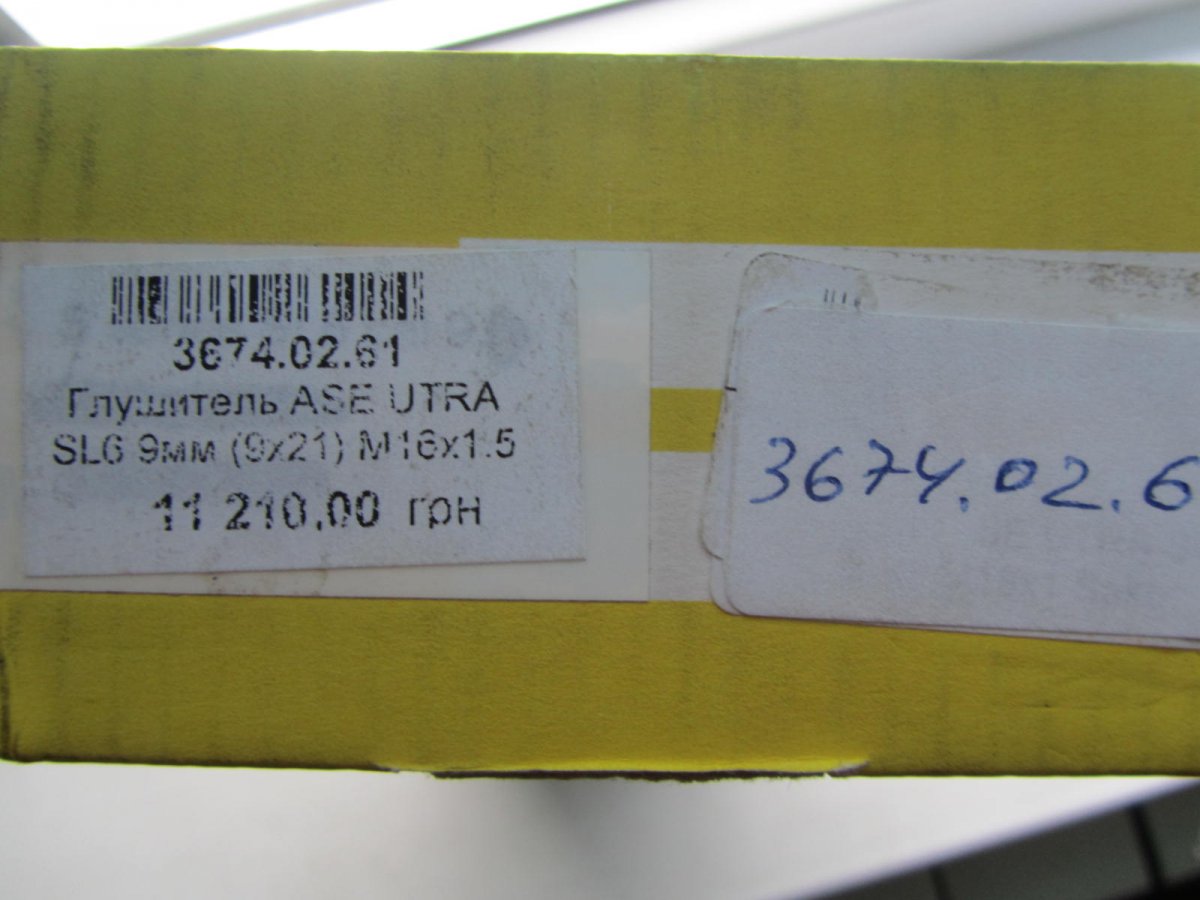 3674.02.61
Глушитель ASE UTRA
SL6 9мм (9x21) M16x1.5
11 210,00 грн
3674.02.6